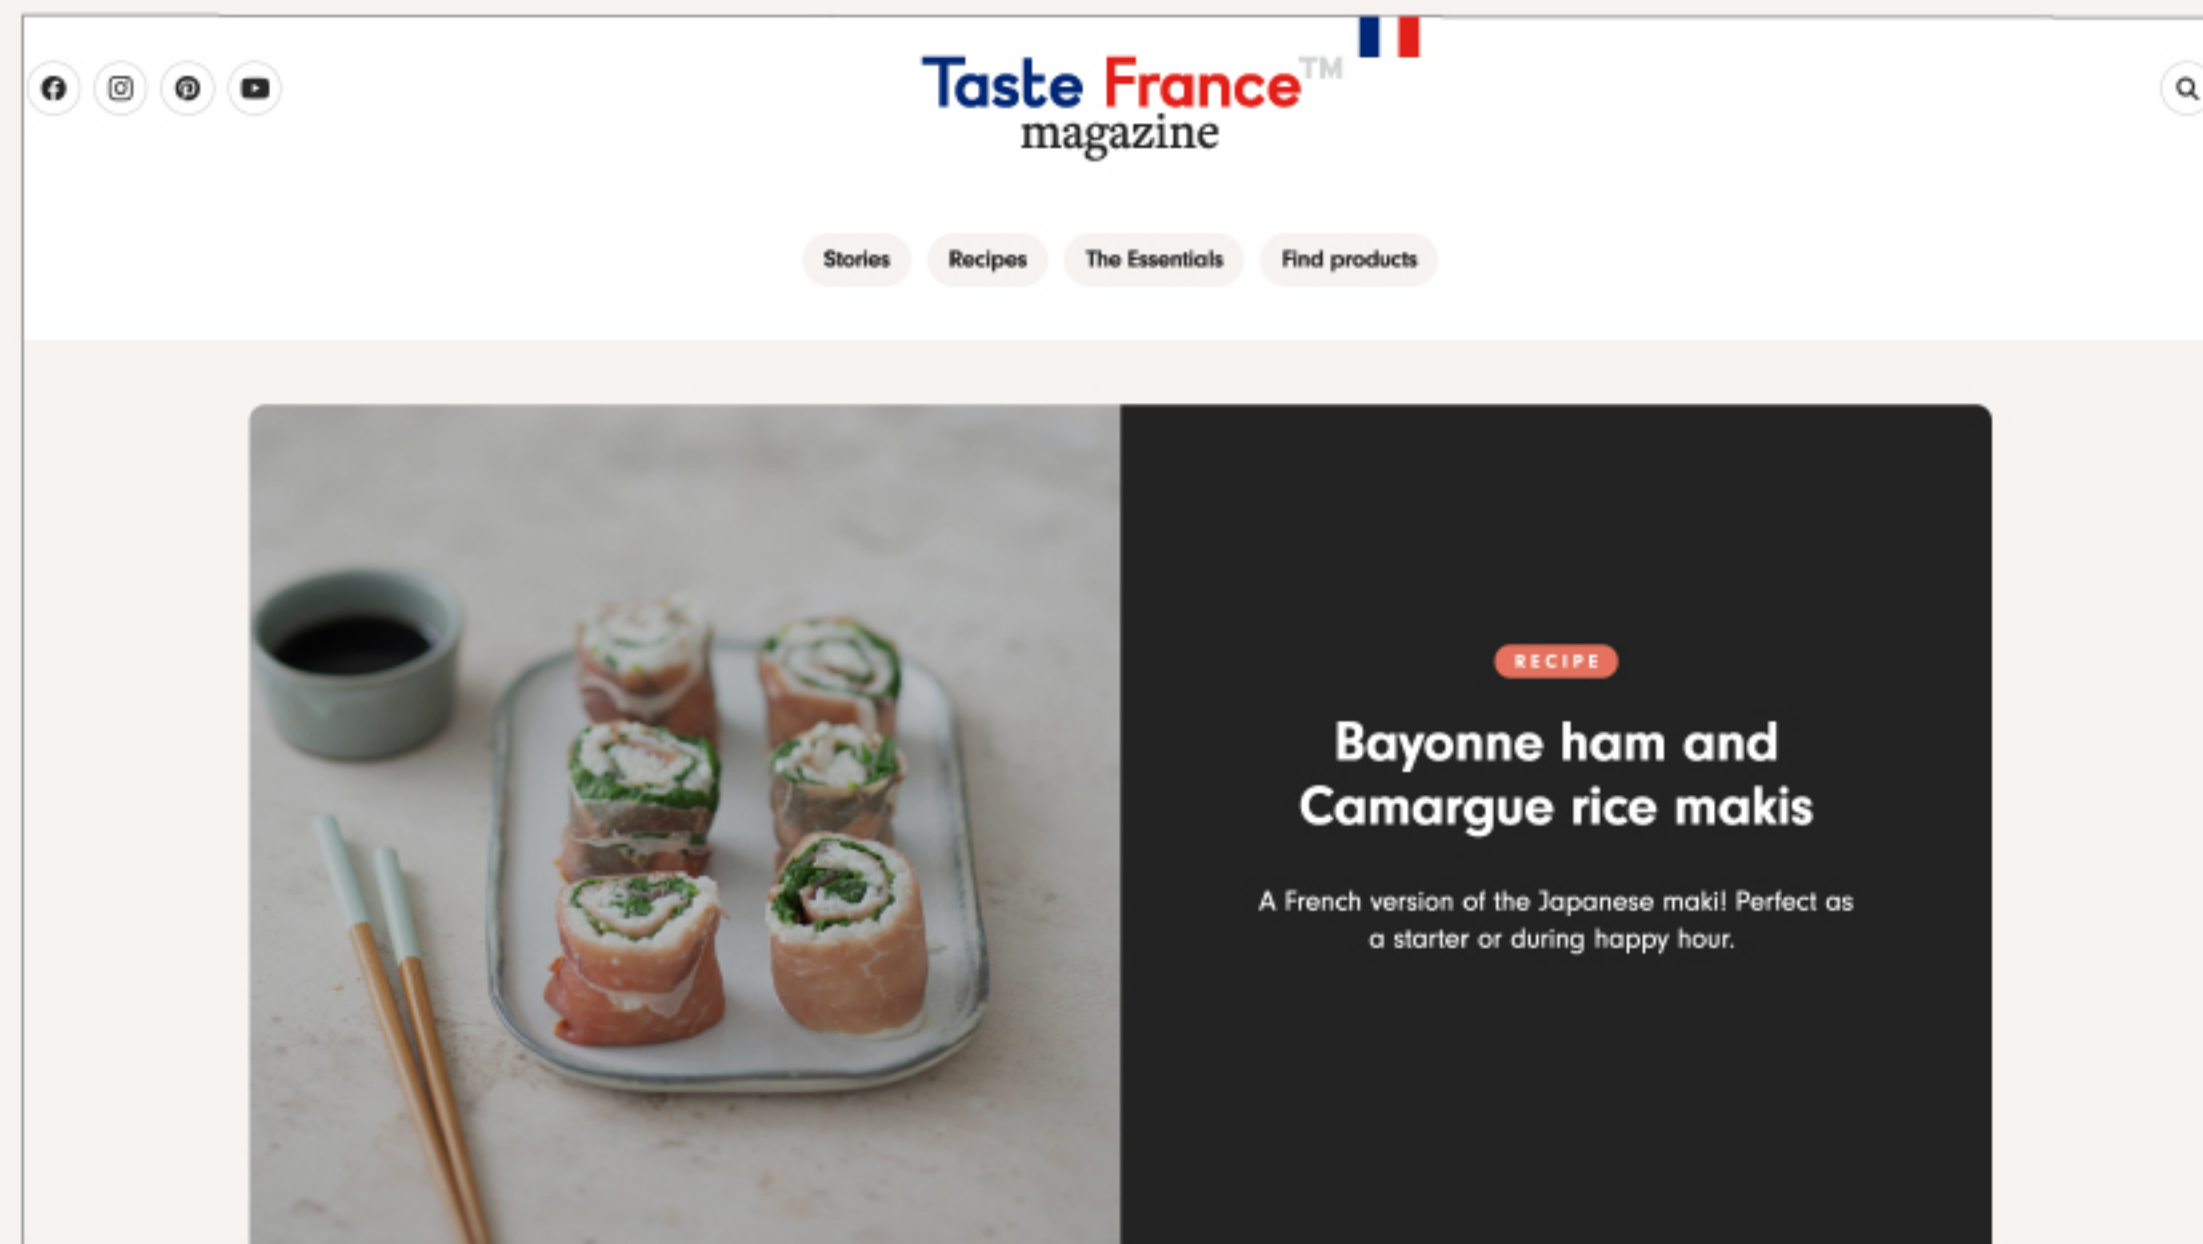 Taste France™
magazine
Stories Recipes The Essentials Find products
RECIPE
Bayonne ham and
Camargue rice makis
A French version of the Japanese maki! Perfect as
a starter or during happy hour.